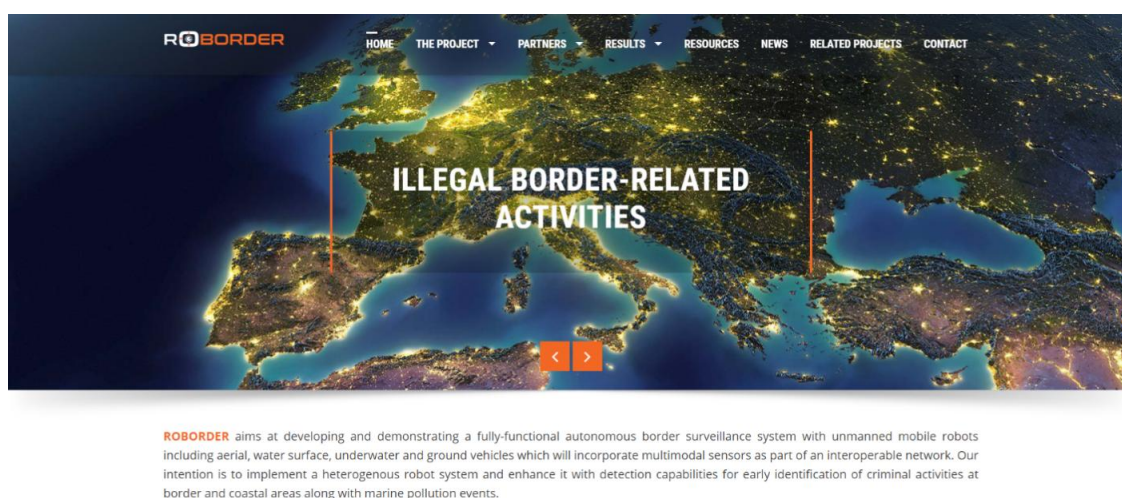 ROBORDER
HOME THE PROJECT PARTNERS RESULTS RESOURCES NEWS RELATED PROJECTS CONTACT
ILLEGAL BORDER-RELATED
ACTIVITIES
ROBORDER aims at developing and demonstrating a fully-functional autonomous border surveillance system with unmanned mobile robots
including aerial, water surface, underwater and ground vehicles which will incorporate multimodal sensors as part of an interoperable network. Our
intention is to implement a heterogenous robot system and enhance it with detection capabilities for early identification of criminal activities at
border and coastal areas along with marine pollution events.